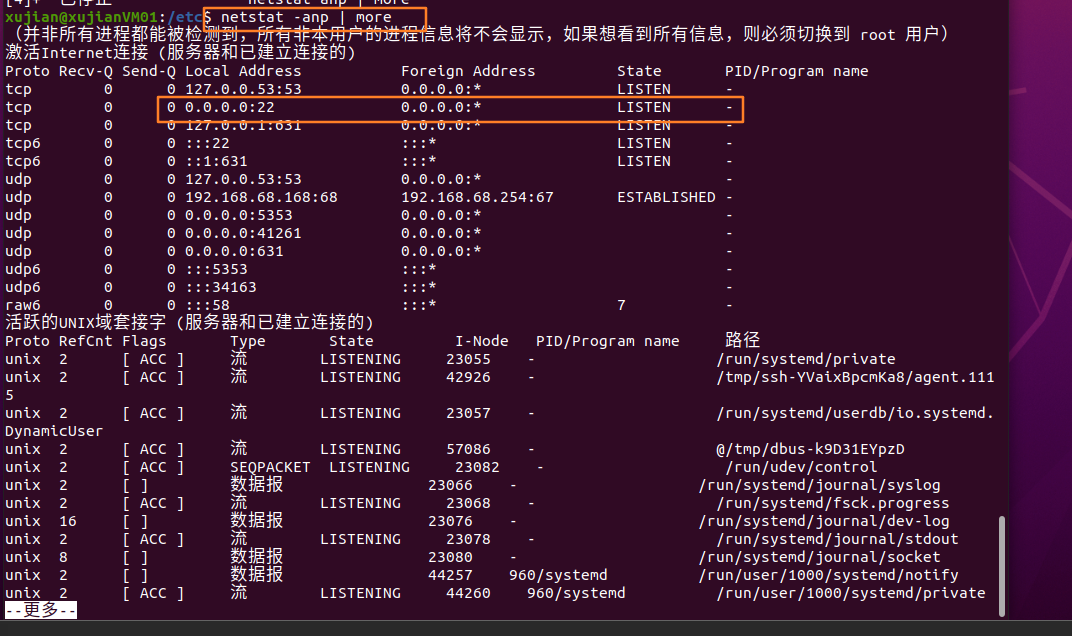 xujian@xujianVM01:/etc$ netstat -anp | more
（并非所有进程都能被检测到，所有非本用户的进程信息将不会显示，如果想看到所有信息，则必须切换到 root 用户）
激活Internet连接 (服务器和已建立连接的)
Proto Recv-Q Send-Q Local Address           Foreign Address         State       PID/Program name
tcp        0      0 127.0.0.53:53           0.0.0.0:*               LISTEN      -
tcp        0      0 0.0.0.0:22              0.0.0.0:*               LISTEN      -
tcp        0      0 127.0.0.1:631           0.0.0.0:*               LISTEN      -
tcp6       0      0 :::22                   :::*                    LISTEN      -
tcp6       0      0 ::1:631                 :::*                    LISTEN      -
udp        0      0 127.0.0.53:53           0.0.0.0:*                           -
udp        0      0 192.168.68.168:68       192.168.68.254:67       ESTABLISHED -
udp        0      0 0.0.0.0:5353            0.0.0.0:*                           -
udp        0      0 0.0.0.0:41261           0.0.0.0:*                           -
udp        0      0 0.0.0.0:631             0.0.0.0:*                           -
udp6       0      0 :::5353                 :::*                                -
udp6       0      0 :::34163                :::*                                -
raw6       0      0 :::58                   :::*                    7           -
活跃的UNIX域套接字 (服务器和已建立连接的)
Proto RefCnt Flags       Type       State         I-Node   PID/Program name     路径
unix  2      [ ACC ]     流        LISTENING     23055    -                    /run/systemd/private
unix  2      [ ACC ]     流        LISTENING     42926    -                    /tmp/ssh-YVaixBpcmKa8/agent.111
5
unix  2      [ ACC ]     流        LISTENING     23057    -                    /run/systemd/userdb/io.systemd.
DynamicUser
unix  2      [ ACC ]     流        LISTENING     57086    -                    @/tmp/dbus-k9D31EYpzD
unix  2      [ ACC ]     SEQPACKET  LISTENING     23082    -                    /run/udev/control
unix  2      [ ]         数据报                23066    -                    /run/systemd/journal/syslog
unix  2      [ ACC ]     流        LISTENING     23068    -                    /run/systemd/fsck.progress
unix  16     [ ]         数据报                23076    -                    /run/systemd/journal/dev-log
unix  2      [ ACC ]     流        LISTENING     23078    -                    /run/systemd/journal/stdout
unix  8      [ ]         数据报                23080    -                    /run/systemd/journal/socket
unix  2      [ ]         数据报                44257    960/systemd          /run/user/1000/systemd/notify
unix  2      [ ACC ]     流        LISTENING     44260    960/systemd          /run/user/1000/systemd/private
--更多--